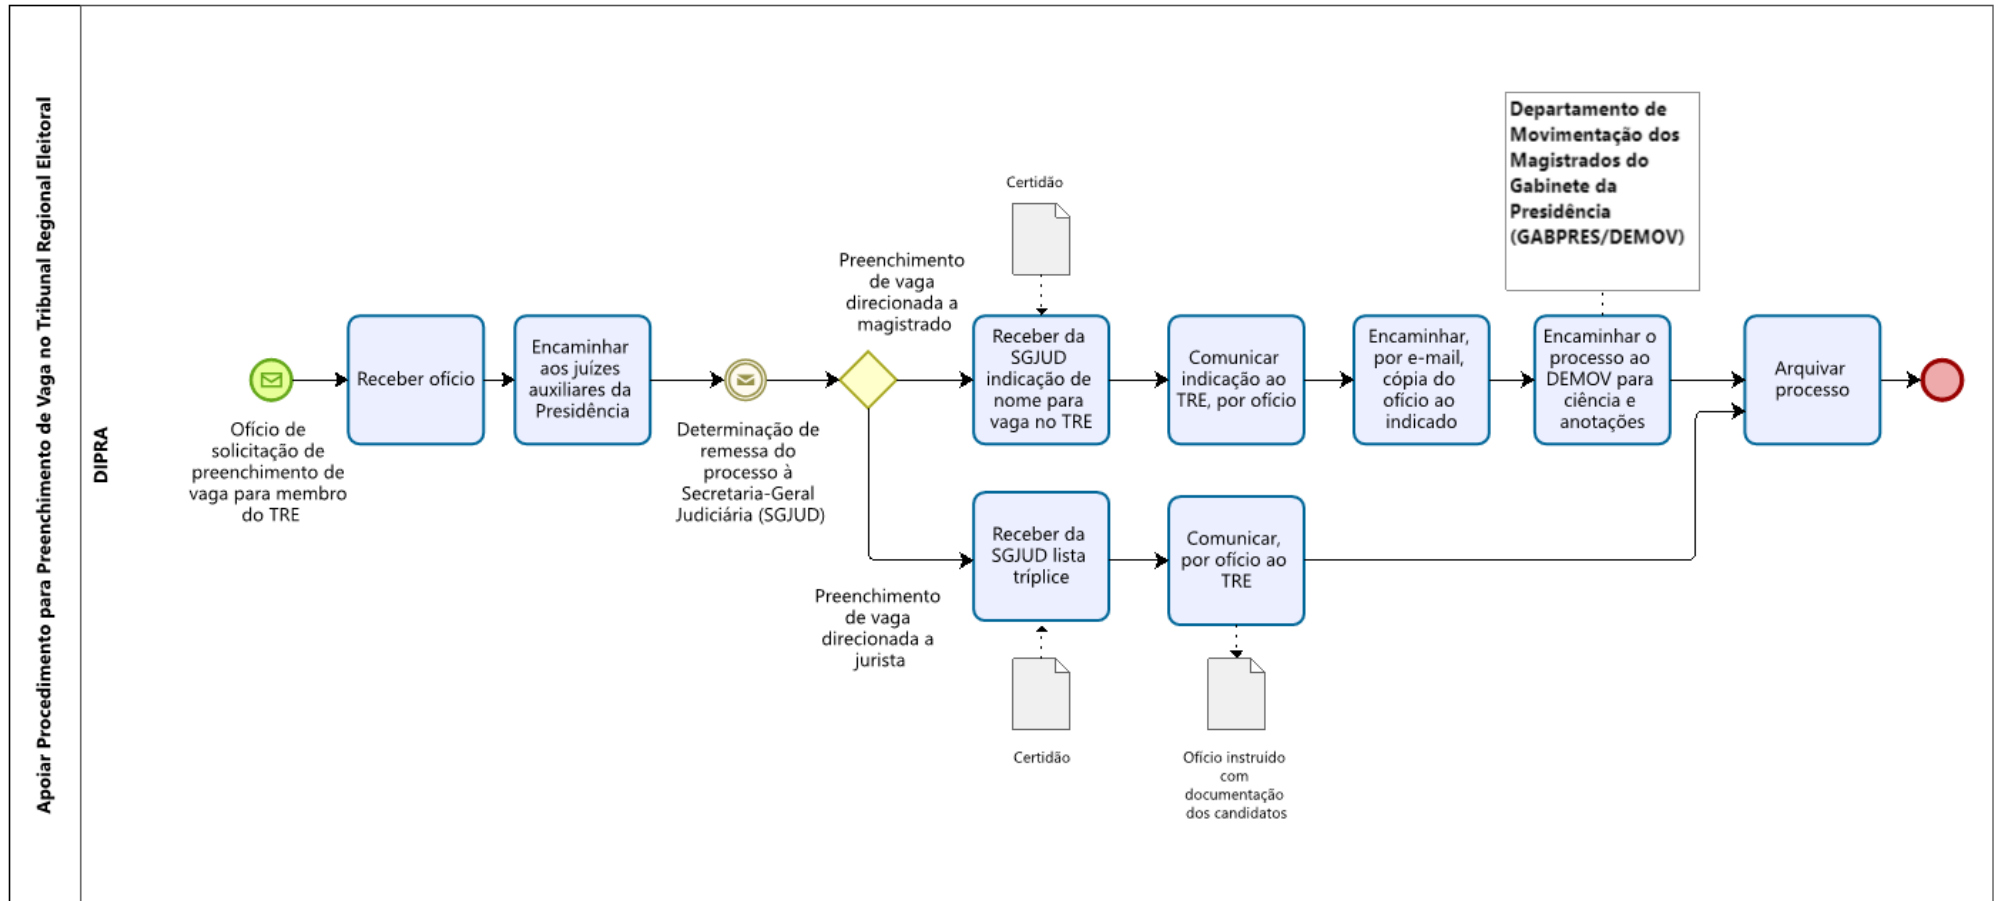 Apoiar Procedimento para Preenchimento de Vaga no Tribunal Regional Eleitoral
DIPRA
Ofício de
solicitação de
preenchimento de
vaga para membro
do TRE
Receber ofício
Encaminhar
aos juízes
auxiliares da
Presidência
Determinação de
remessa do
processo à
Secretaria-Geral
Judiciária (SGJUD)
Preenchimento
de vaga
direcionada a
magistrado
Certidão
Receber da
SGJUD
indicação de
nome para
vaga no TRE
Comunicar
indicação ao
TRE, por ofício
Encaminhar,
por e-mail,
cópia do
ofício ao
indicado
Departamento de
Movimentação dos
Magistrados do
Gabinete da
Presidência
(GABPRES/DEMOV)
Encaminhar o
processo ao
DEMOV para
ciência e
anotações
Arquivar
processo
Preenchimento
de vaga
direcionada a
jurista
Receber da
SGJUD lista
tríplice
Certidão
Comunicar,
por ofício ao
TRE
Ofício instruído
com
documentação
dos candidatos